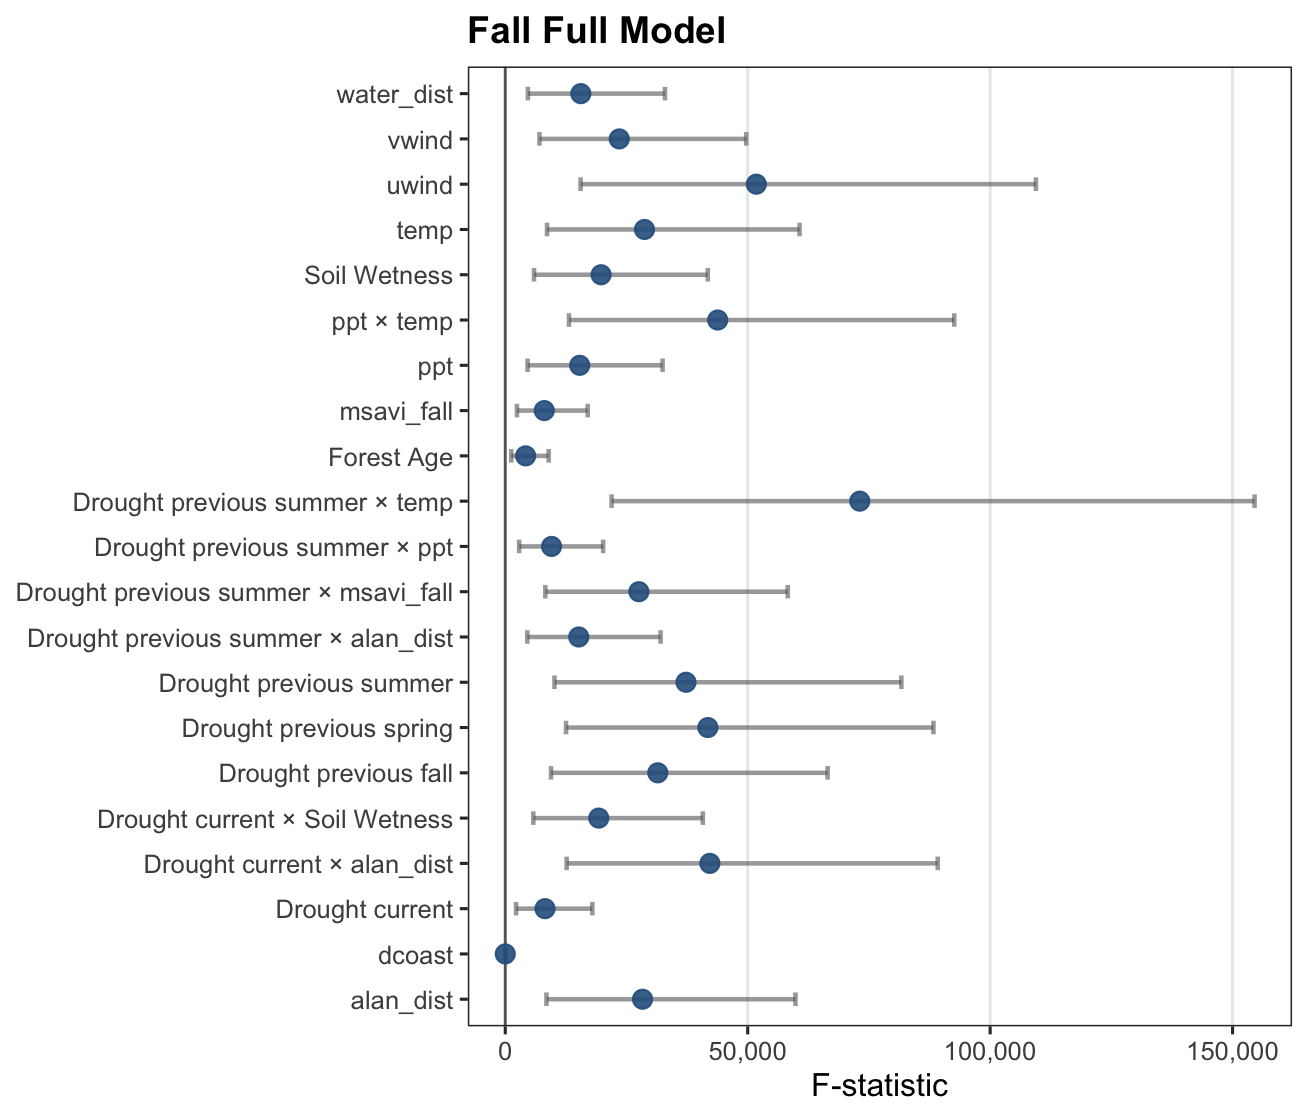 Fall Full Model
water_dist
vwind
uwind
temp
Soil Wetness
ppt × temp
ppt
msavi_fall
Forest Age
Drought previous summer × temp
Drought previous summer × ppt
Drought previous summer × msavi_fall
Drought previous summer × alan_dist
Drought previous summer
Drought previous spring
Drought previous fall
Drought current × Soil Wetness
Drought current × alan_dist
Drought current
dcoast
alan_dist
0 50,000 100,000 150,000
F-statistic